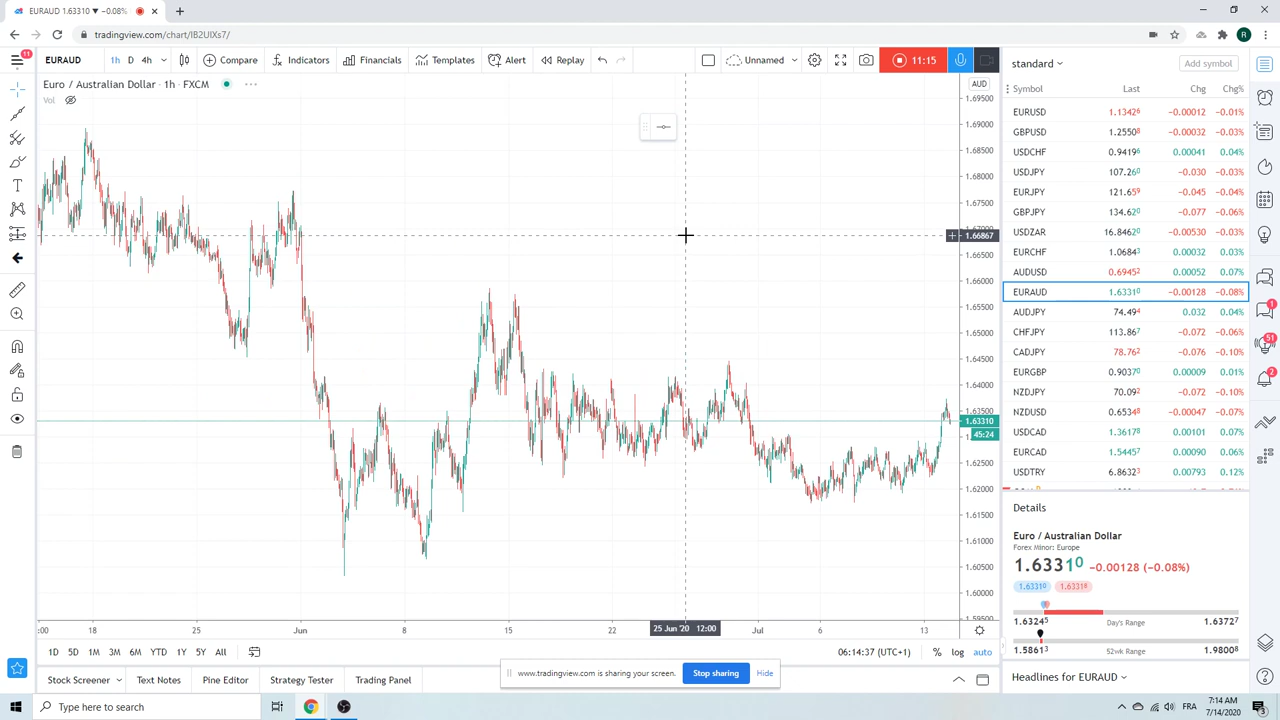 EURAUD 1.63310 ▼ −0.08%
tradingview.com/chart/IB2UIXs7/
R
11
EURAUD 1h D 4h Compare Indicators Financials Templates Alert Replay Unnamed 11:15
Euro / Australian Dollar · 1h · FXCM
Vol
AUD
1.69500
1.69000
1.68500
1.68000
1.67500
1.66867
1.66500
1.66000
1.65500
1.65000
1.64500
1.64000
1.63500
1.63310
45:24
1.62500
1.62000
1.61500
1.61000
1.60500
1.60000
:00 18 25 Jun 8 15 22 25 Jun '20 12:00 Jul 6 13
1D 5D 1M 3M 6M YTD 1Y 5Y All
06:14:37 (UTC+1) % log auto
Stock Screener Text Notes Pine Editor Strategy Tester Trading Panel
www.tradingview.com is sharing your screen. Stop sharing Hide
standard Add symbol
Symbol Last Chg Chg%
EURUSD 1.13426 −0.00012 −0.01%
GBPUSD 1.25508 −0.00032 −0.03%
USDCHF 0.94196 0.00041 0.04%
USDJPY 107.260 −0.030 −0.03%
EURJPY 121.659 −0.045 −0.04%
GBPJPY 134.620 −0.077 −0.06%
USDZAR 16.8462 −0.00530 −0.03%
EURCHF 1.06843 0.00032 0.03%
AUDUSD 0.69452 0.00052 0.07%
EURAUD 1.63310 −0.00128 −0.08%
AUDJPY 74.494 0.032 0.04%
CHFJPY 113.867 −0.072 −0.06%
CADJPY 78.762 −0.076 −0.10%
EURGBP 0.90370 0.00009 0.01%
NZDJPY 70.092 −0.072 −0.10%
NZDUSD 0.65348 −0.00047 −0.07%
USDCAD 1.36178 0.00101 0.07%
EURCAD 1.54457 0.00090 0.06%
USDTRY 6.86323 0.00793 0.12%
Details
Euro / Australian Dollar
Forex Minor: Europe
1.63310 −0.00128 (−0.08%)
1.63310 1.63318
1.63245 Day's Range 1.63727
1.58613 52wk Range 1.98008
Headlines for EURAUD
1
51
2
Type here to search
FRA
7:14 AM
7/14/2020
3